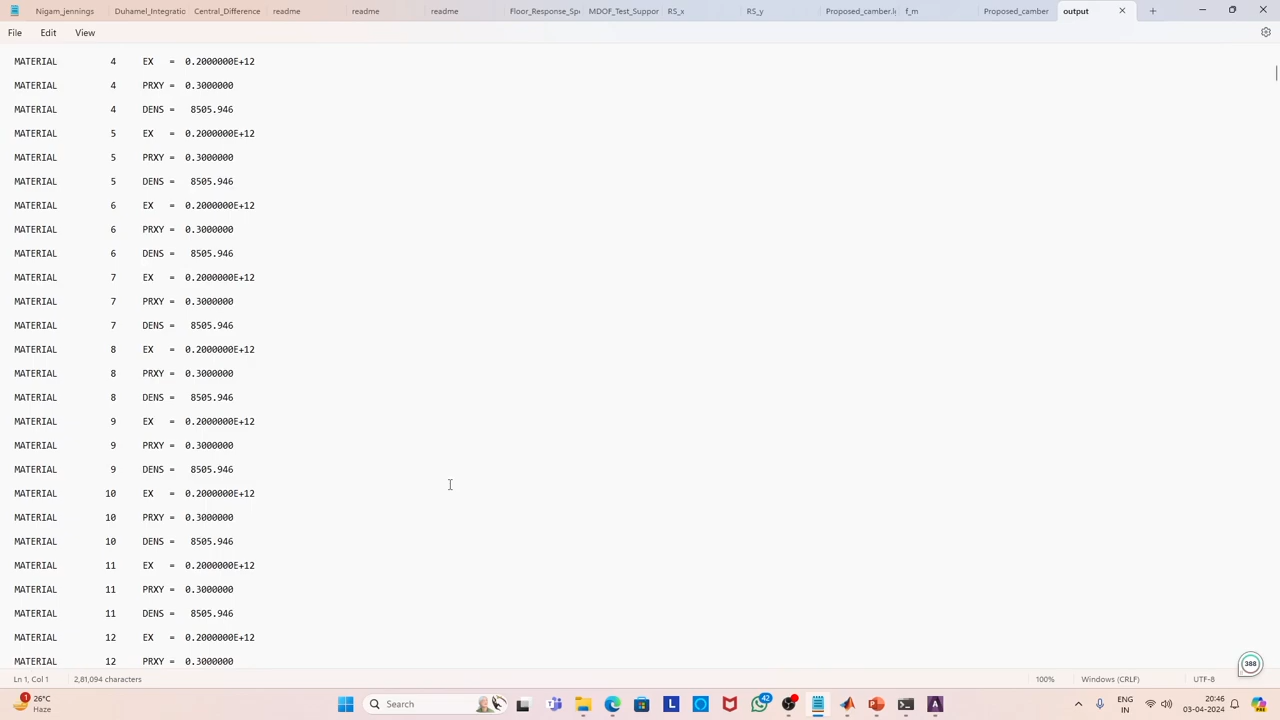 Nigam_jennings Duhamel_Integratio Central_Difference readme readme readme Floor_Response_Spe MDOF_Test_Suppor RS_x RS_y Proposed_camber.l f_m Proposed_camber output
File Edit View
MATERIAL 4 EX = 0.2000000E+12
MATERIAL 4 PRXY = 0.3000000
MATERIAL 4 DENS = 8505.946
MATERIAL 5 EX = 0.2000000E+12
MATERIAL 5 PRXY = 0.3000000
MATERIAL 5 DENS = 8505.946
MATERIAL 6 EX = 0.2000000E+12
MATERIAL 6 PRXY = 0.3000000
MATERIAL 6 DENS = 8505.946
MATERIAL 7 EX = 0.2000000E+12
MATERIAL 7 PRXY = 0.3000000
MATERIAL 7 DENS = 8505.946
MATERIAL 8 EX = 0.2000000E+12
MATERIAL 8 PRXY = 0.3000000
MATERIAL 8 DENS = 8505.946
MATERIAL 9 EX = 0.2000000E+12
MATERIAL 9 PRXY = 0.3000000
MATERIAL 9 DENS = 8505.946
MATERIAL 10 EX = 0.2000000E+12
MATERIAL 10 PRXY = 0.3000000
MATERIAL 10 DENS = 8505.946
MATERIAL 11 EX = 0.2000000E+12
MATERIAL 11 PRXY = 0.3000000
MATERIAL 11 DENS = 8505.946
MATERIAL 12 EX = 0.2000000E+12
MATERIAL 12 PRXY = 0.3000000
388
Ln 1, Col 1 2,81,094 characters 100% Windows (CRLF) UTF-8
1 26°C Search 42 ENG 20:46
Haze IN 03-04-2024